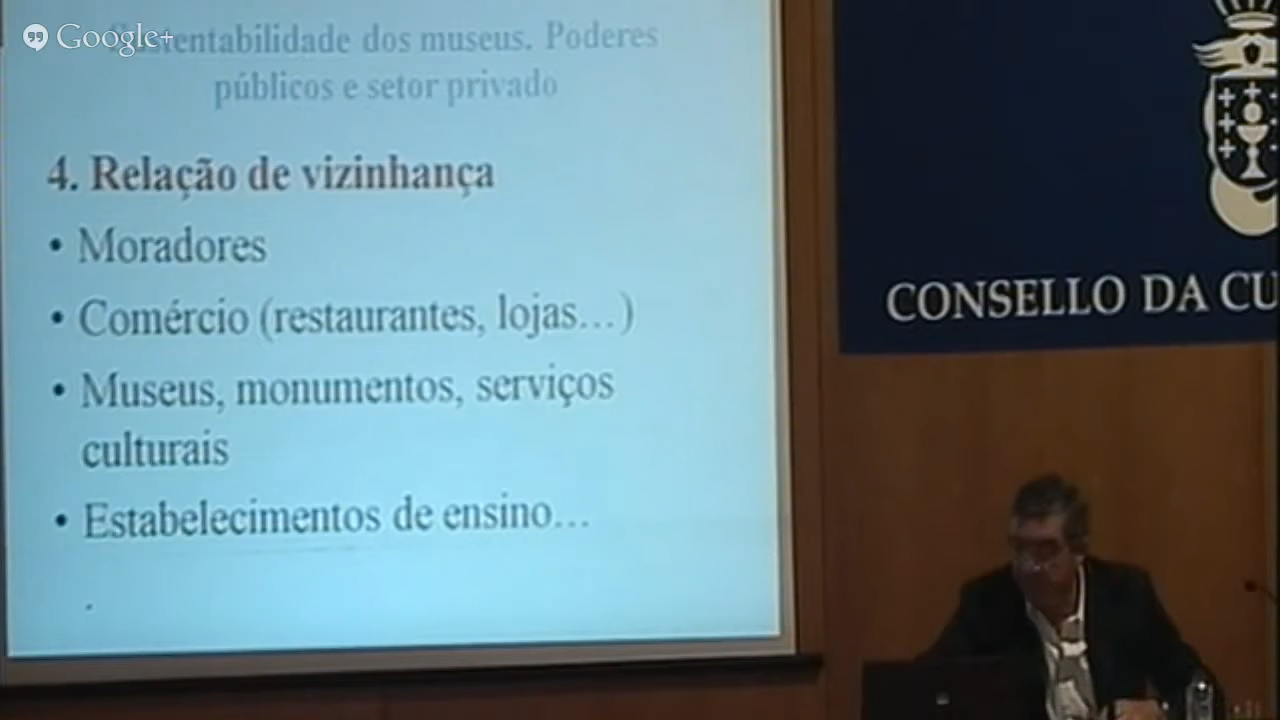 Google+
dos museus. Poderes
públicos e setor privado
4. Relação de vizinhança
• Moradores
• Comércio (restaurantes, lojas...)
• Museus, monumentos, serviços
culturais
• Estabelecimentos de ensino...
CONSELLO DA CU